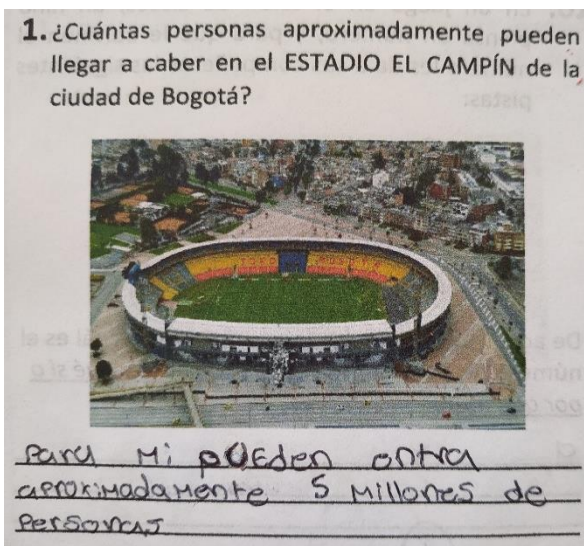 1. ¿Cuántas personas aproximadamente pueden
llegar a caber en el ESTADIO EL CAMPÍN de la
ciudad de Bogotá?
Para Mi pUEden ontra
aproximadaMente 5 Millones de
Personas